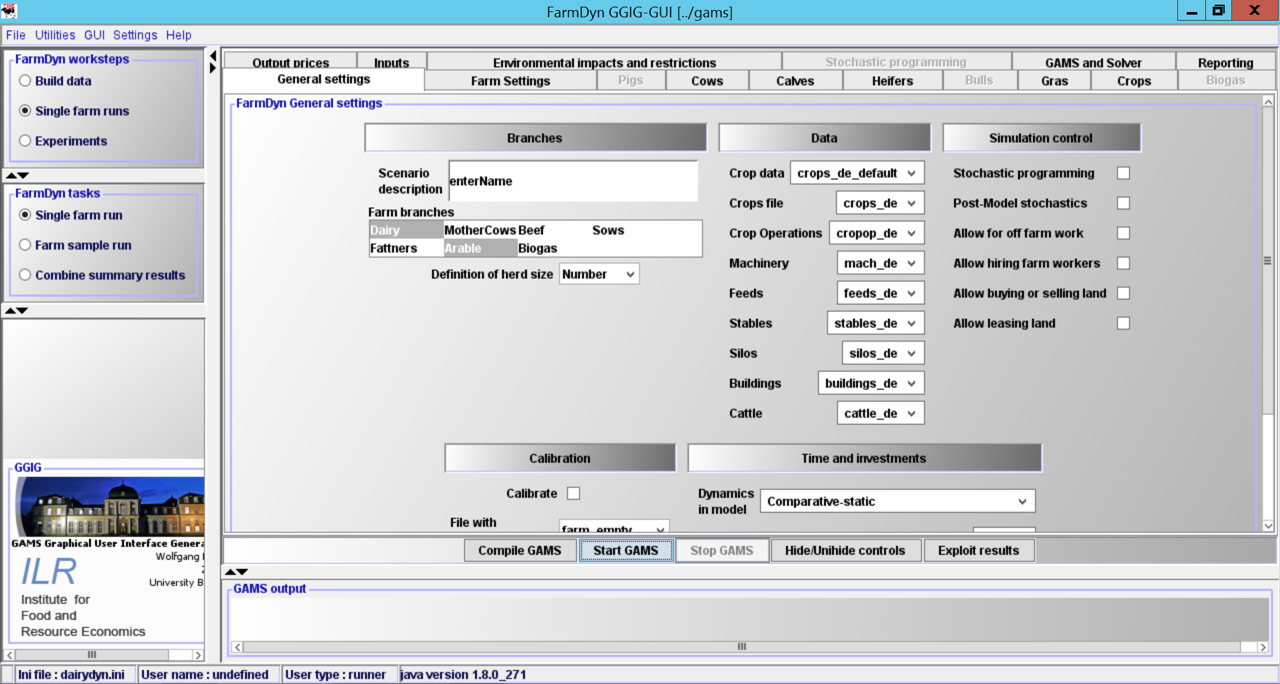 FarmDyn GGIG-GUI [../gams]
File Utilities GUI Settings Help
FarmDyn worksteps
Build data
Single farm runs
Experiments
FarmDyn tasks
Single farm run
Farm sample run
Combine summary results
GGIG
GAMS Graphical User Interface Gener
Wolfgang
University B
ILR
Institute for
Food and
Resource Economics
Output prices Inputs Environmental impacts and restrictions Stochastic programming GAMS and Solver Reporting
General settings Farm Settings Pigs Cows Calves Heifers Bulls Gras Crops Biogas
FarmDyn General settings
Branches
Scenario
description
enterName
Farm branches
Dairy MotherCows Beef Sows
Fattners Arable Biogas
Definition of herd size Number
Data
Crop data crops_de_default
Crops file crops_de
Crop Operations cropop_de
Machinery mach_de
Feeds feeds_de
Stables stables_de
Silos silos_de
Buildings buildings_de
Cattle cattle_de
Simulation control
Stochastic programming
Post-Model stochastics
Allow for off farm work
Allow hiring farm workers
Allow buying or selling land
Allow leasing land
Calibration
Calibrate
File with
farm_empty
Time and investments
Dynamics
in model
Comparative-static
Compile GAMS Start GAMS Stop GAMS Hide/Unihide controls Exploit results
GAMS output
Ini file : dairydyn.ini User name : undefined User type : runner java version 1.8.0_271